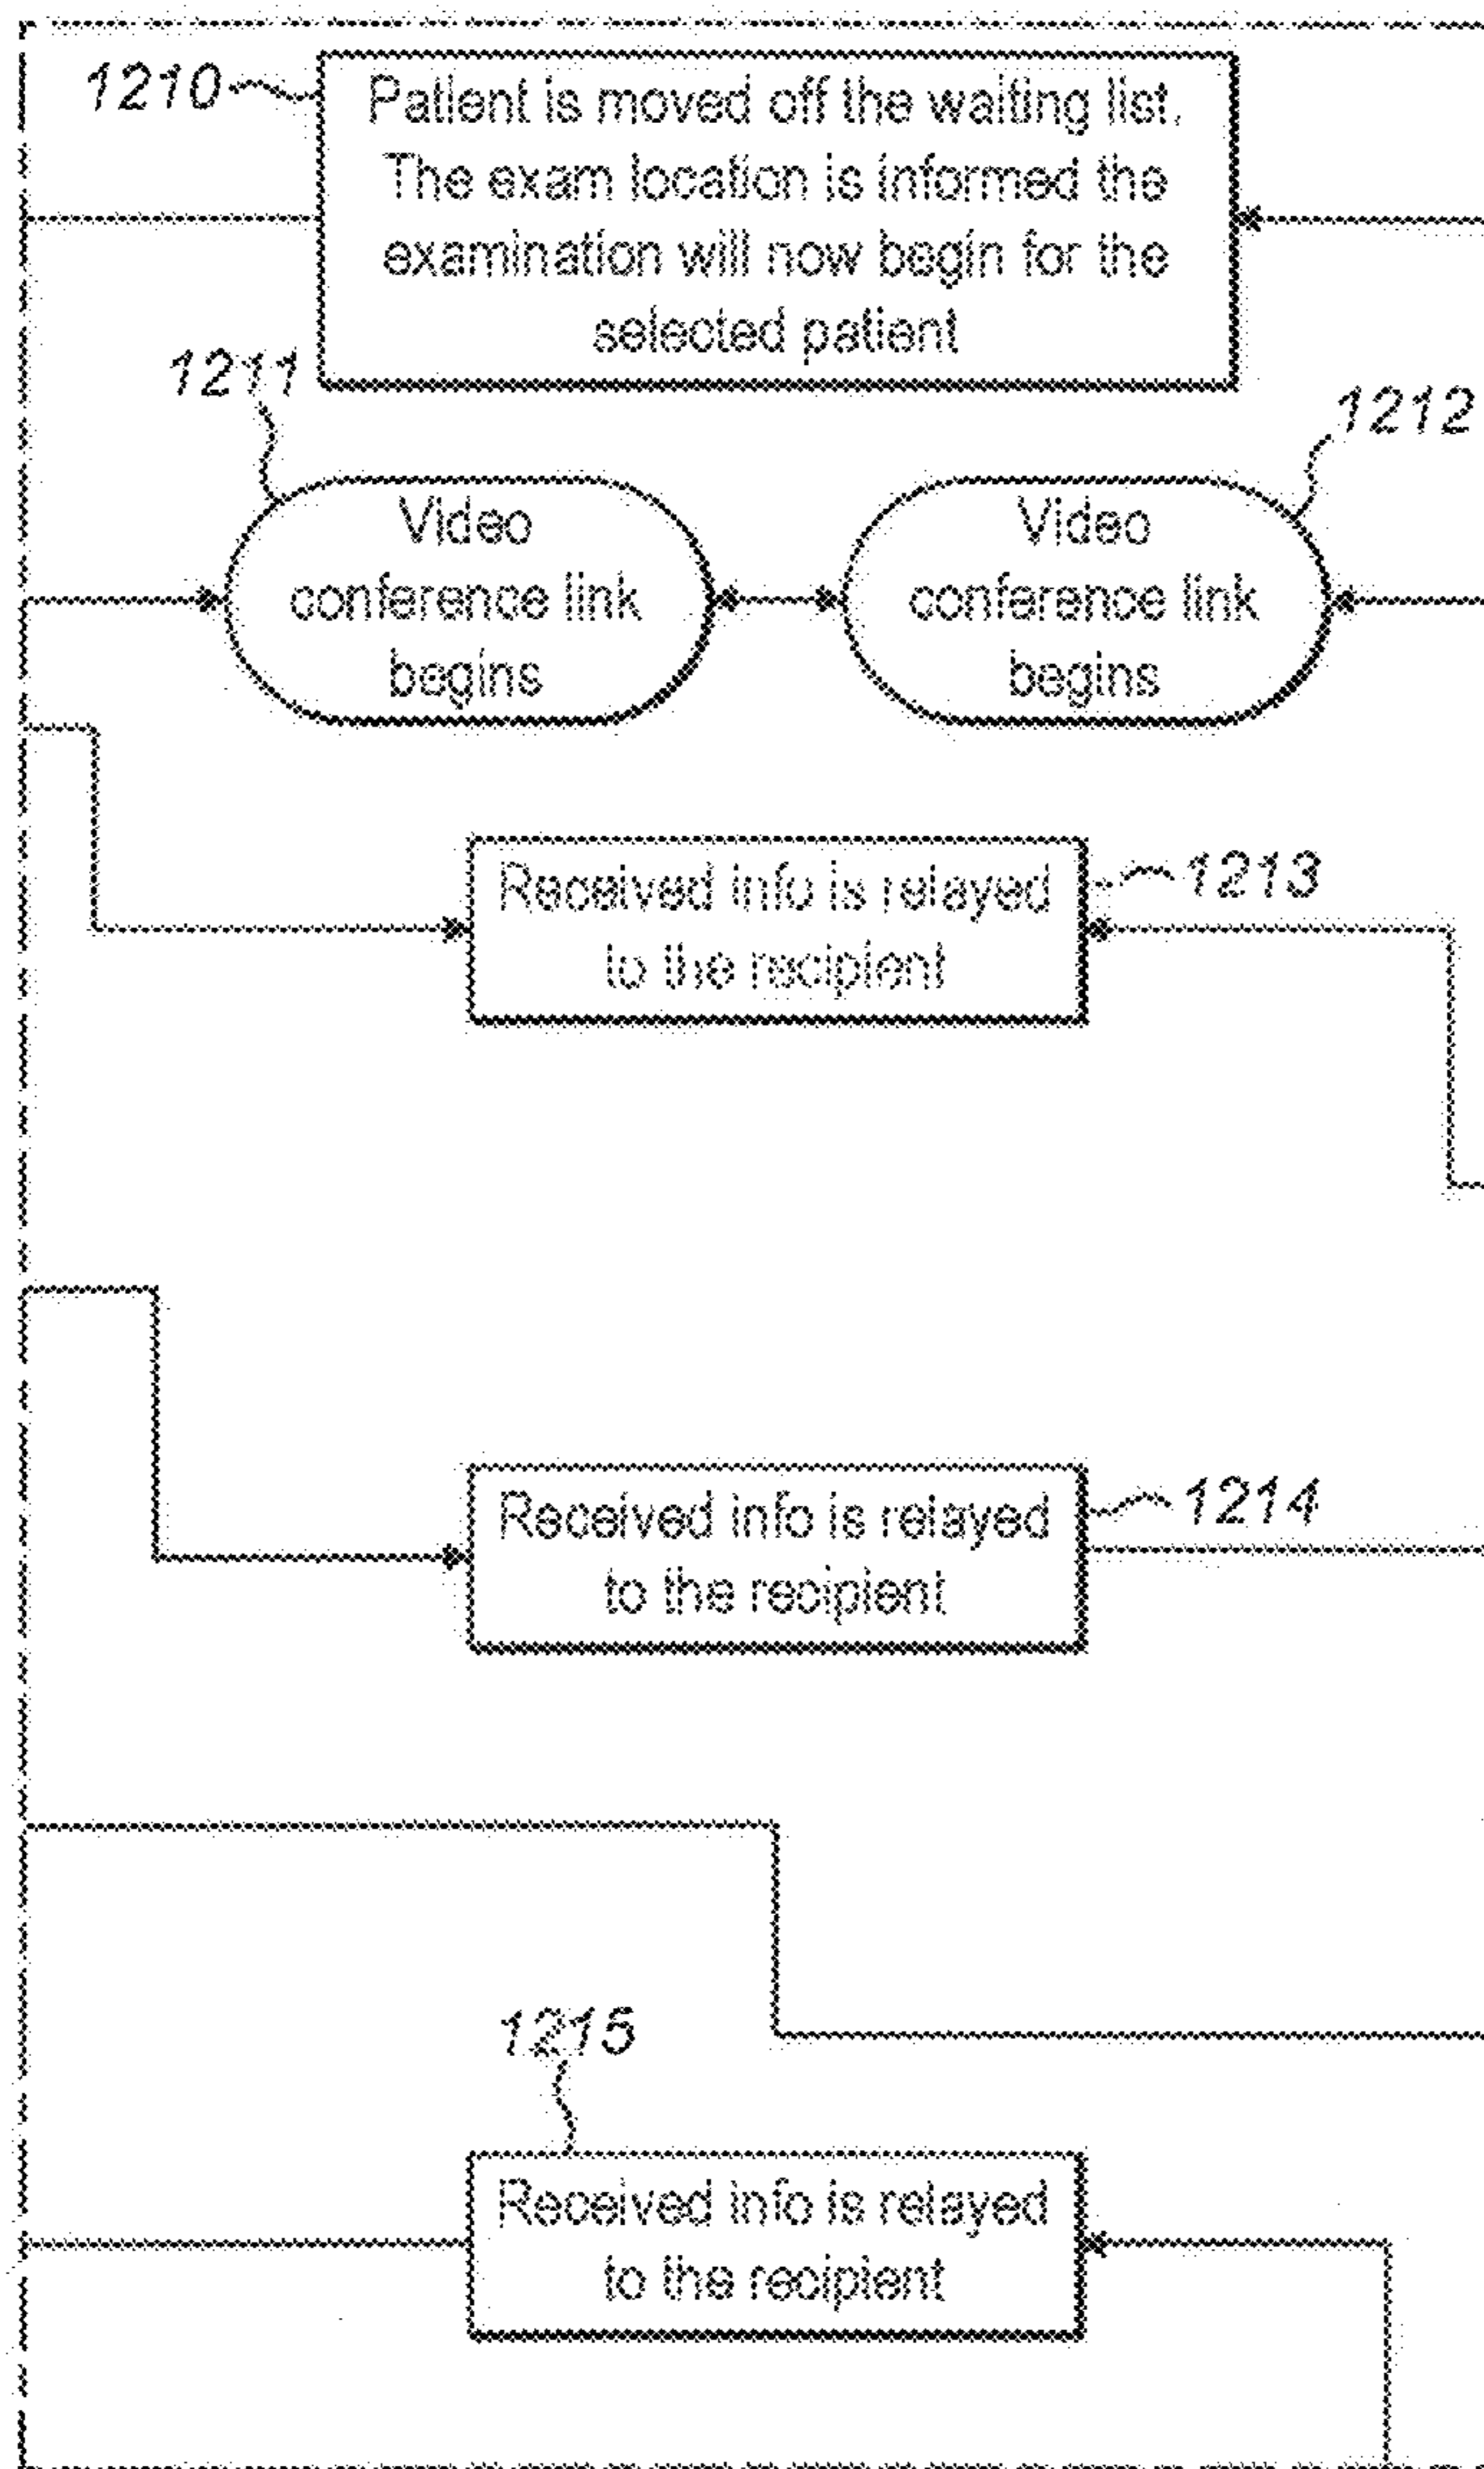 1210
Patient is moved off the waiting list.
The exam location is informed the
examination will now begin for the
selected patient
1211
1212
Video
conference link
begins
Video
conference link
begins
Received info is relayed
to the recipient
1213
Received info is relayed
to the recipient
1214
1215
Received info is relayed
to the recipient